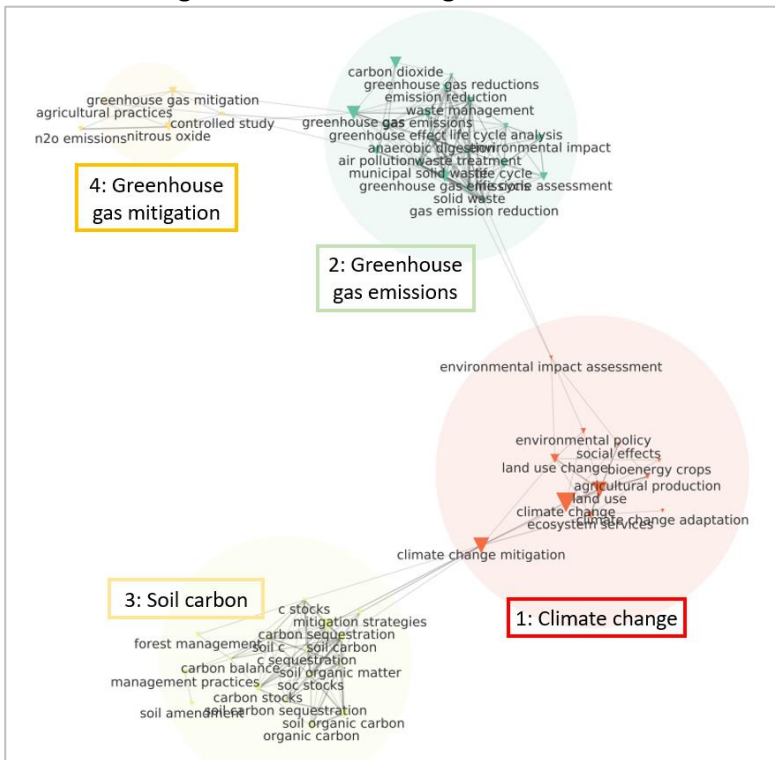 carbon dioxide
greenhouse gas reductions
greenhouse gas mitigation
emission reduction
agricultural practices
waste management
controlled study
greenhouse gas
gas emissions
n2o emissions
nitrous oxide
greenhouse effect
life cycle analysis
anaerobic digestion
environmental impact
air pollution
waste treatment
municipal solid waste
life cycle
greenhouse gas emissions
life cycle assessment
solid waste
gas emission reduction
4: Greenhouse
gas mitigation
2: Greenhouse
gas emissions
environmental impact assessment
environmental policy
social effects
land use change
bioenergy crops
agricultural production
land use
climate change
climate change adaptation
ecosystem services
climate change mitigation
1: Climate change
3: Soil carbon
c stocks
mitigation strategies
carbon sequestration
forest management
soil c
soil carbon
c sequestration
carbon balance
soil organic matter
management practices
soc stocks
carbon stocks
soil carbon sequestration
soil amendment
soil organic carbon
organic carbon